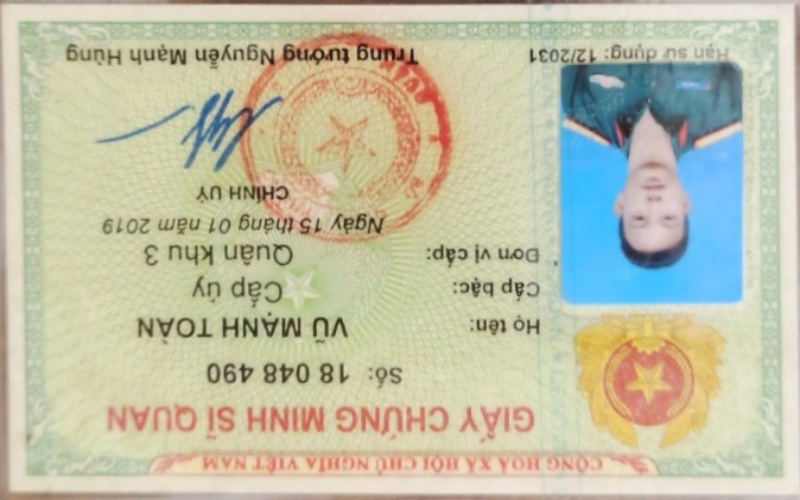 CỘNG HOÀ XÃ HỘI CHỦ NGHĨA VIỆT NAM
GIẤY CHỨNG MINH SĨ QUAN
Số: 18 048 490
Họ tên: VŨ MẠNH TOÀN
Cấp bậc: Cấp úy
Đơn vị cấp: Quân khu 3
Ngày 15 tháng 01 năm 2019
CHÍNH UỶ
Hạn sử dụng: 12/2031
Trung tướng Nguyễn Mạnh Hùng